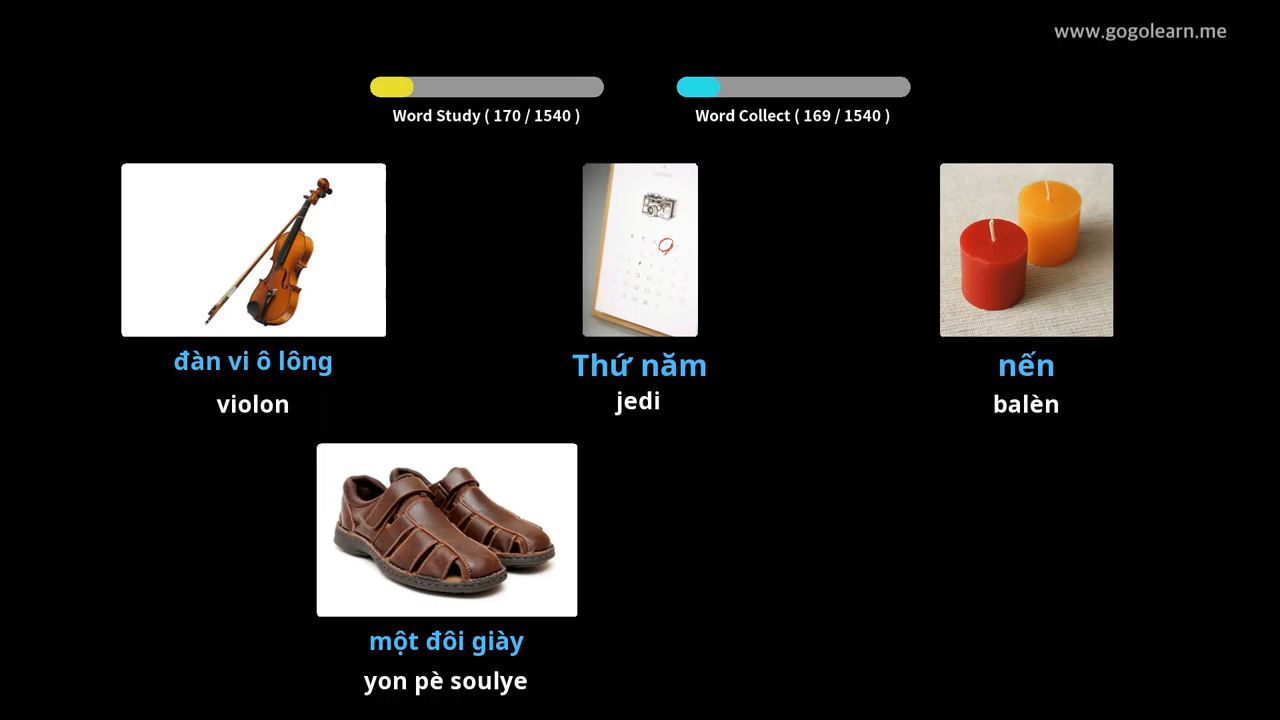 www.gogolearn.me
Word Study ( 170 / 1540 )
Word Collect ( 169 / 1540 )
đàn vi ô lông
violon
Thứ năm
jedi
nến
balèn
một đôi giày
yon pè soulye